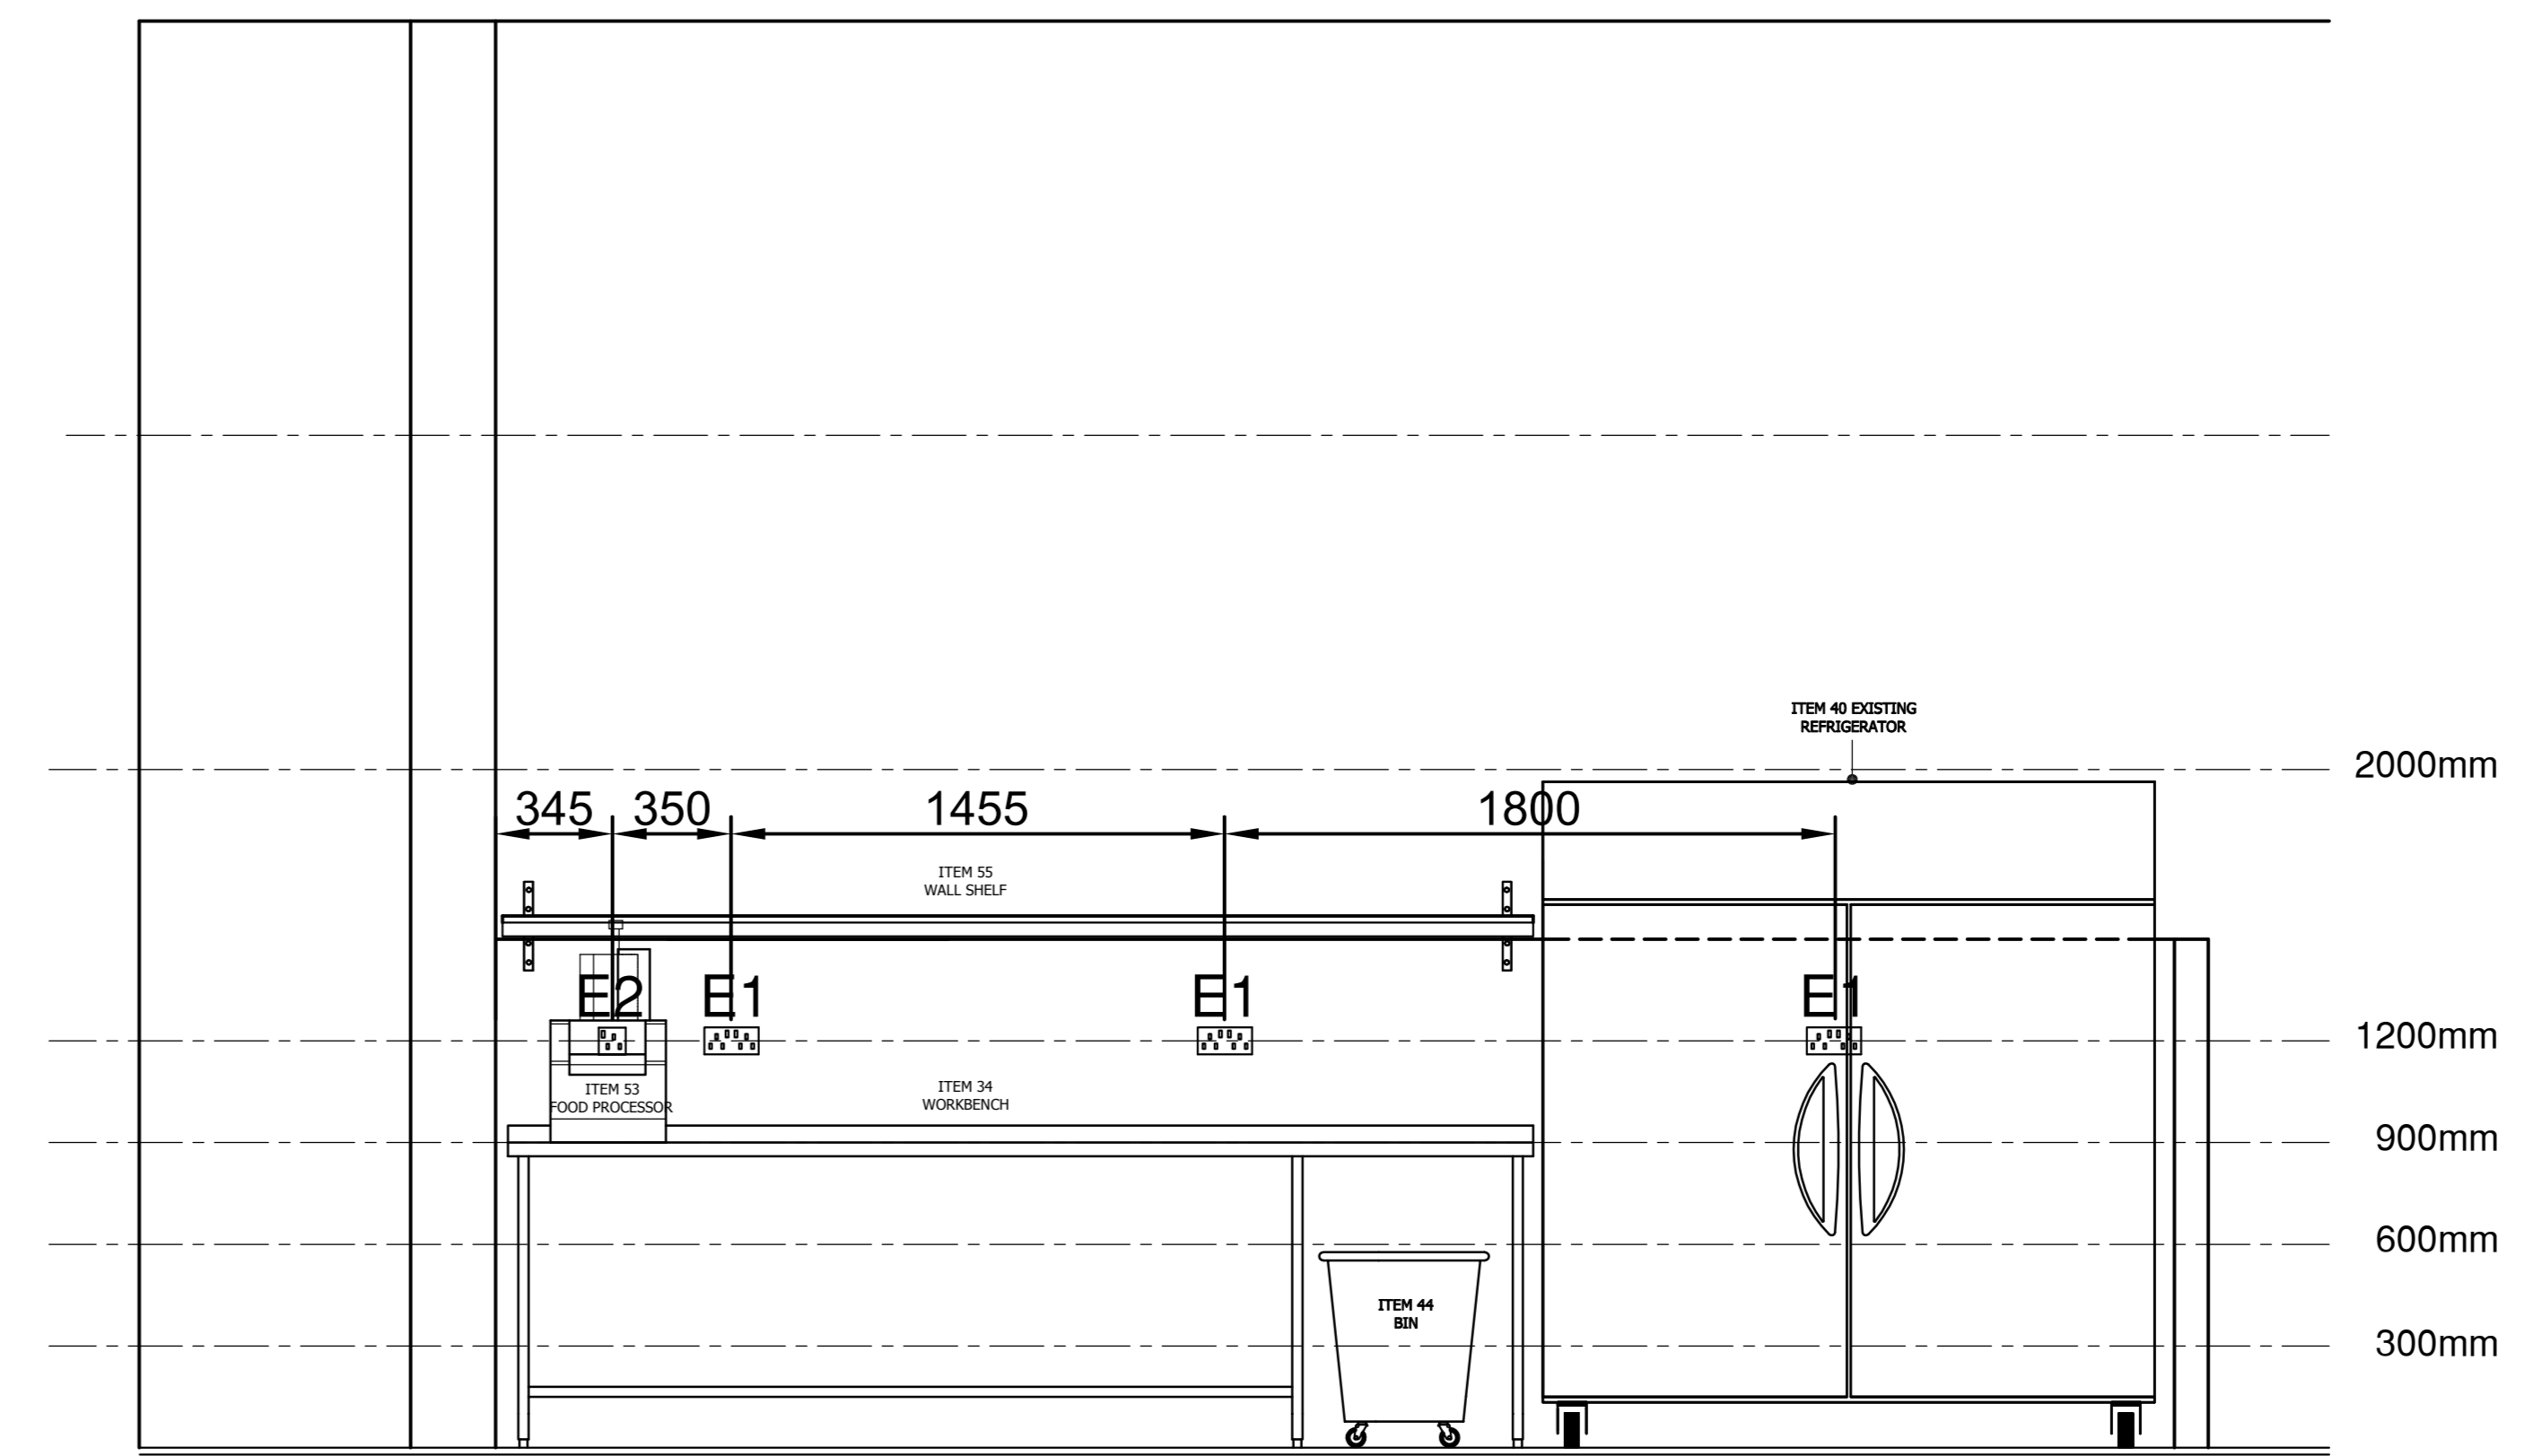 ITEM 40 EXISTING
REFRIGERATOR
2000mm
345 350 1455 1800
ITEM 55
WALL SHELF
E2 E1 E1 E1
1200mm
ITEM 53
FOOD PROCESSOR
ITEM 34
WORKBENCH
900mm
600mm
ITEM 44
BIN
300mm